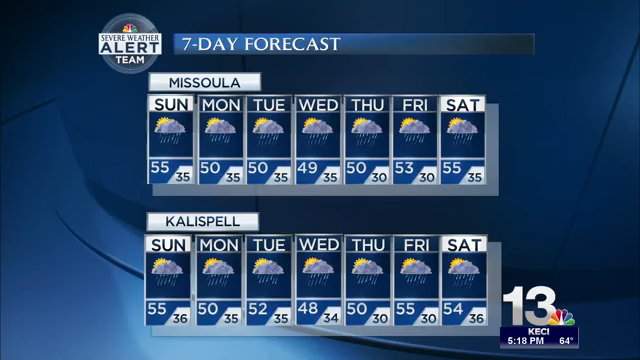 SEVERE WEATHER
ALERT
TEAM
7-DAY FORECAST
MISSOULA
SUN MON TUE WED THU FRI SAT
55 35 50 35 50 35 49 35 50 30 53 30 55 35
KALISPELL
SUN MON TUE WED THU FRI SAT
55 36 50 35 52 35 48 34 50 30 55 30 54 36
13
KECI
5:18 PM 64°